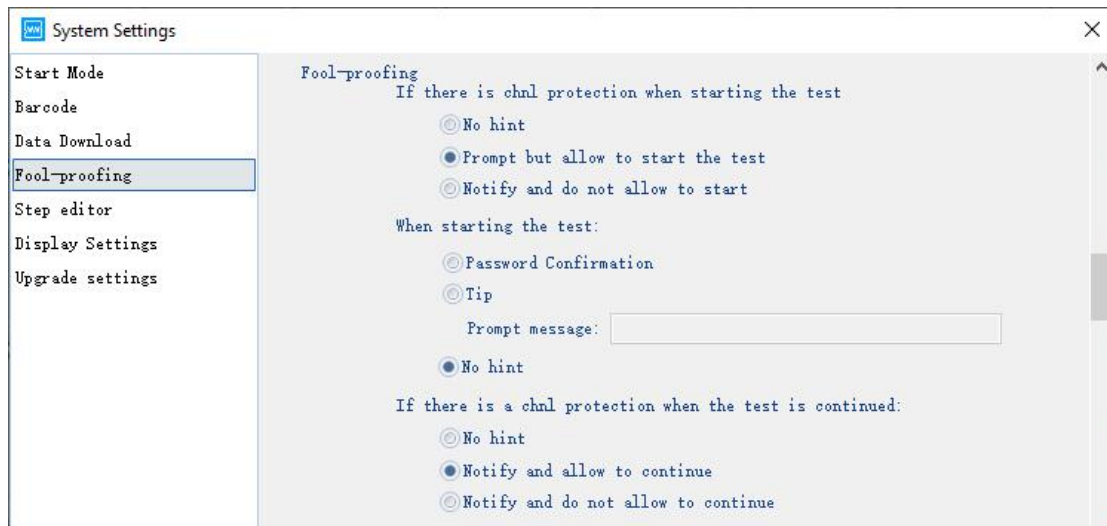 System Settings
Start Mode
Barcode
Data Download
Fool-proofing
Step editor
Display Settings
Upgrade settings
Fool-proofing
If there is chnl protection when starting the test
No hint
Prompt but allow to start the test
Notify and do not allow to start
When starting the test:
Password Confirmation
Tip
Prompt message:
No hint
If there is a chnl protection when the test is continued:
No hint
Notify and allow to continue
Notify and do not allow to continue